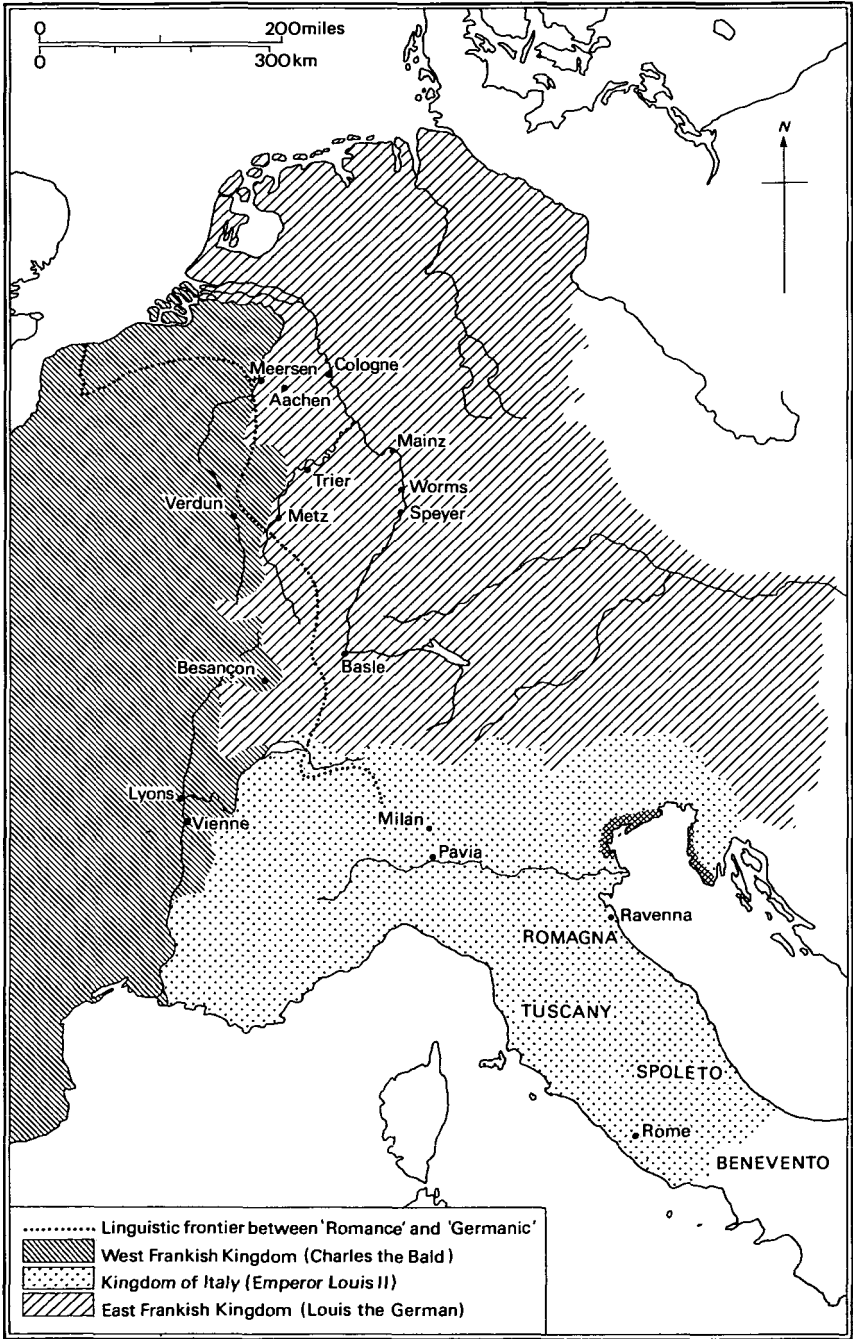 0 200miles
0 300km
N
Meersen
Cologne
Aachen
Mainz
Trier
Worms
Verdun
Metz
Speyer
Besançon
Basle
Lyons
Vienne
Milan
Pavia
Ravenna
ROMAGNA
TUSCANY
SPOLETO
Rome
BENEVENTO
Linguistic frontier between 'Romance' and 'Germanic'
West Frankish Kingdom (Charles the Bald)
Kingdom of Italy (Emperor Louis II)
East Frankish Kingdom (Louis the German)